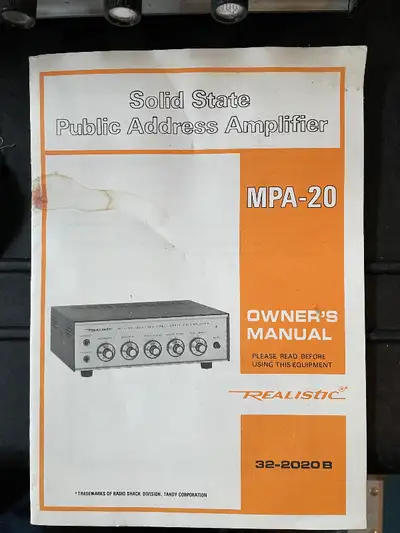 Solid State
Public Address Amplifier
MPA-20
OWNER'S
MANUAL
PLEASE READ BEFORE
USING THIS EQUIPMENT
REALISTIC
REALISTIC
32-2020B
* TRADEMARKS OF RADIO SHACK DIVISION, TANDY CORPORATION